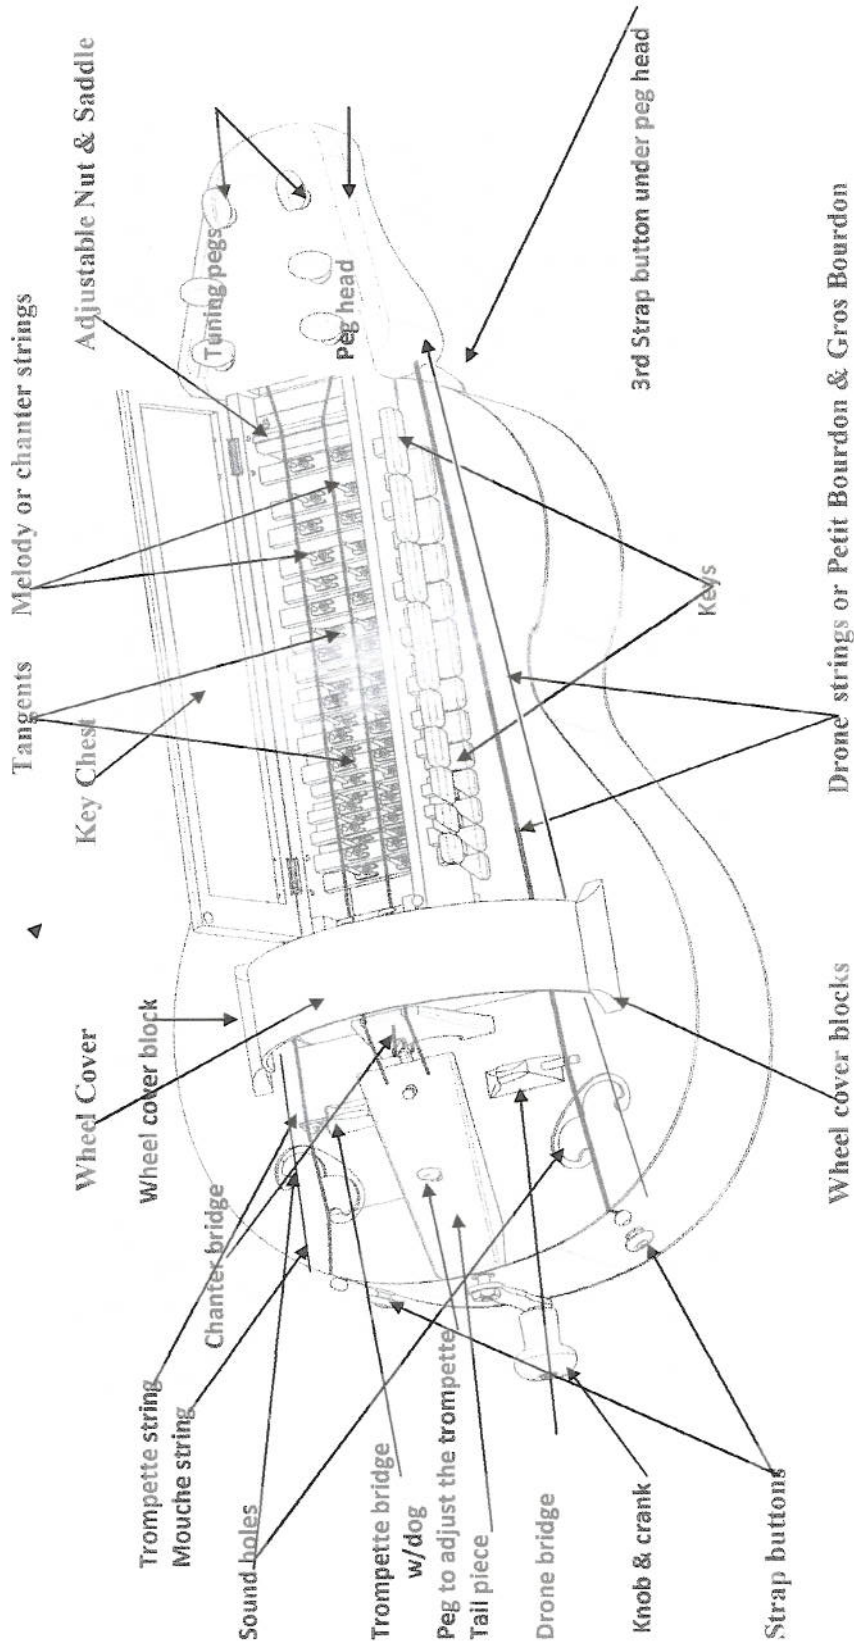 Tangents
Melody or chanter strings
Key Chest
Adjustable Nut & Saddle
Wheel Cover
Wheel cover block
Tuning pegs
Peg head
Trompette string
Chanter bridge
Mouche string
Sound holes
Trompette bridge
w/dog
Peg to adjust the trompette
Tail piece
Drone bridge
Knob & crank
Strap buttons
Keys
3rd Strap button under peg head
Wheel cover blocks
Drone strings or Petit Bourdon & Gros Bourdon